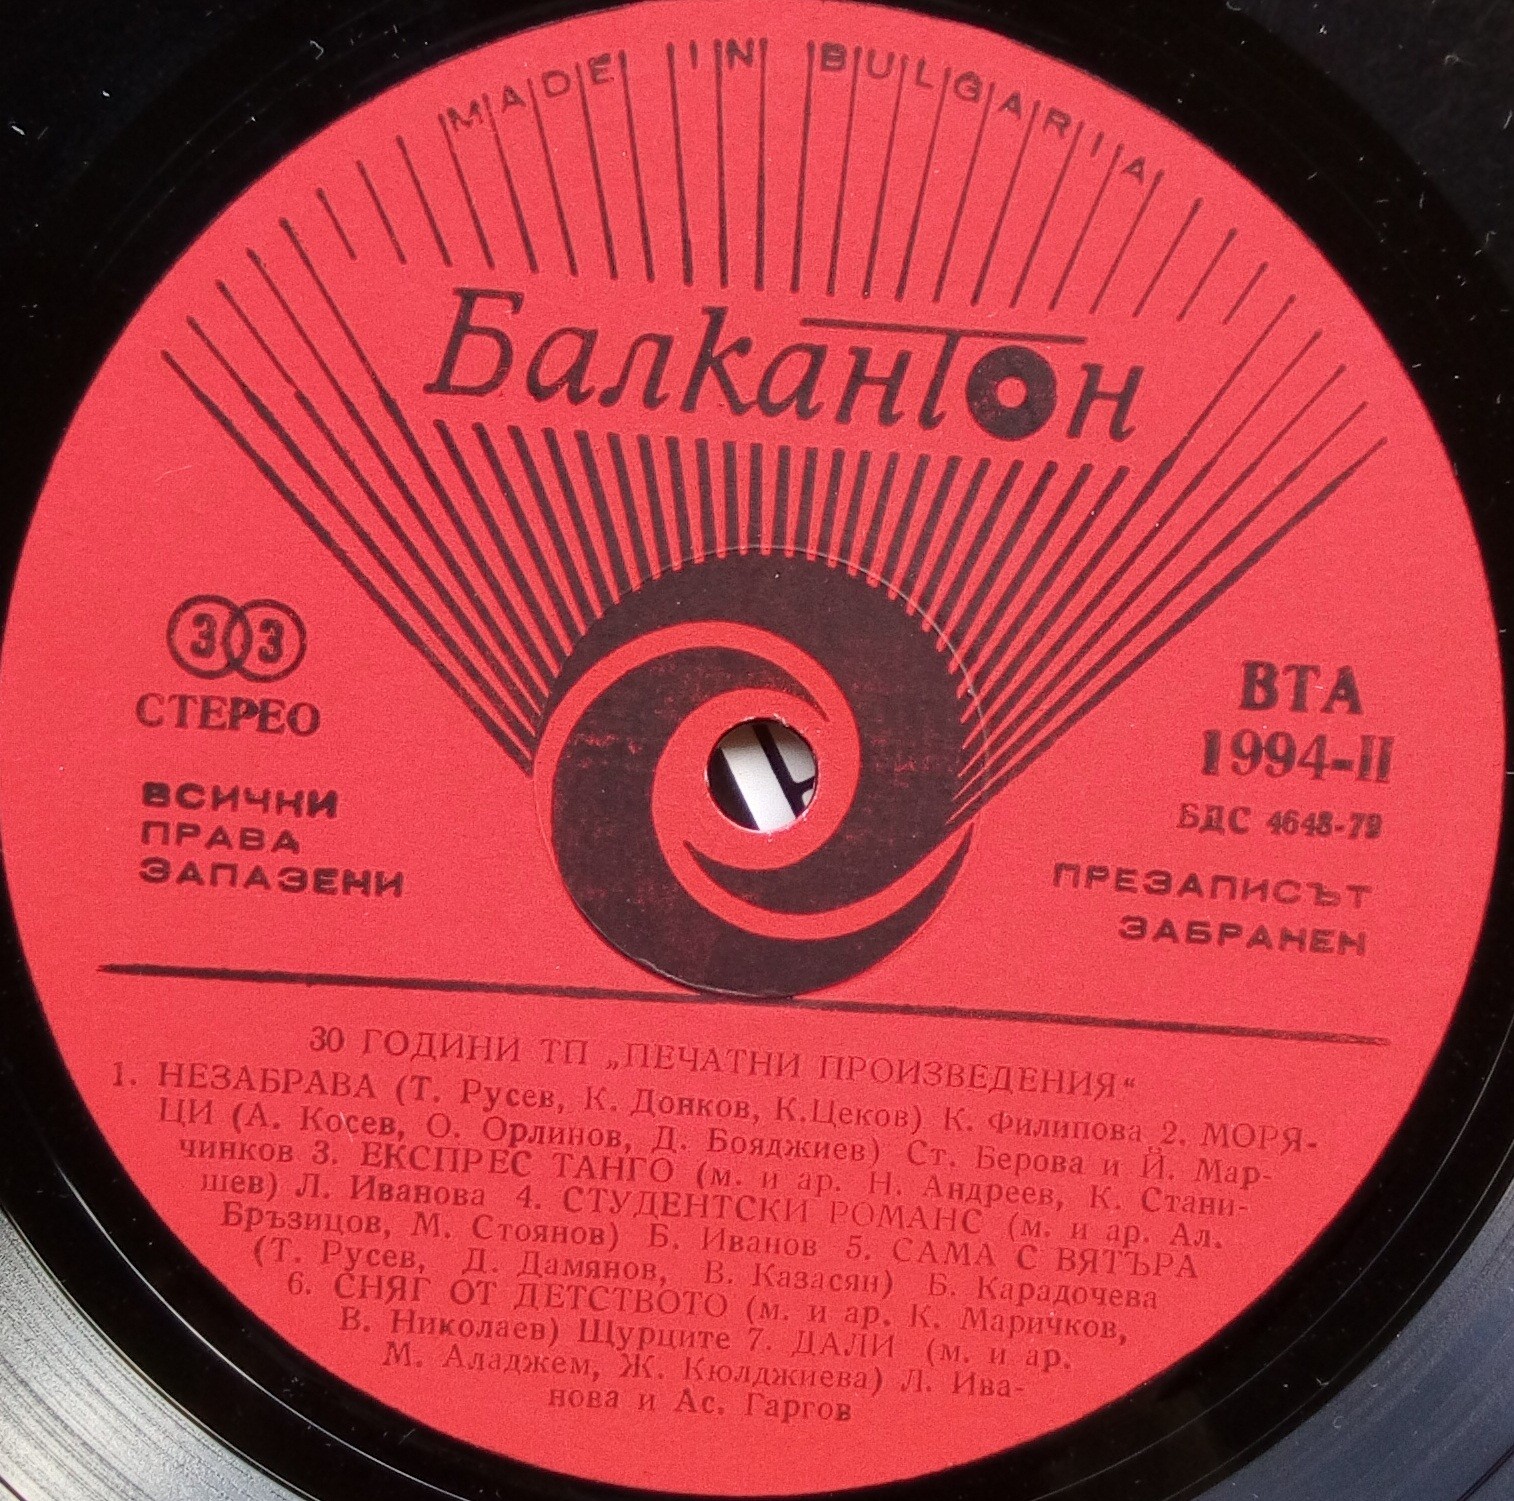 MADE IN BULGARIA
Балкантон
33
СТЕРЕО
ВСИЧНИ
ПРАВА
ЗАПАЗЕНИ
ВТА
1994-II
БДС 4648-79
ПРЕЗАПИСЪТ
ЗАБРАНЕН
30 ГОДИНИ ТП „ПЕЧАТНИ ПРОИЗВЕДЕНИЯ“
1. НЕЗАБРАВА (Т. Русев, К. Донков, К.Цеков) К. Филипова 2. МОРЯ-
ЦИ (А. Косев, О. Орлинов, Д. Бояджиев) Ст. Берова и Й. Мар-
чинков 3. ЕКСПРЕС ТАНГО (м. и ар. Н. Андреев, К. Стани-
шев) Л. Иванова 4. СТУДЕНТСКИ РОМАНС (м. и ар. Ал.
Бръзицов, М. Стоянов) Б. Иванов 5. САМА С ВЯТЪРА
(Т. Русев, Д. Дамянов, В. Казасян) Б. Карадочева
6. СНЯГ ОТ ДЕТСТВОТО (м. и ар. К. Маричков,
В. Николаев) Щурците 7. ДАЛИ (м. и ар.
М. Аладжем, Ж. Кюлджиева) Л. Ива-
нова и Ас. Гаргов